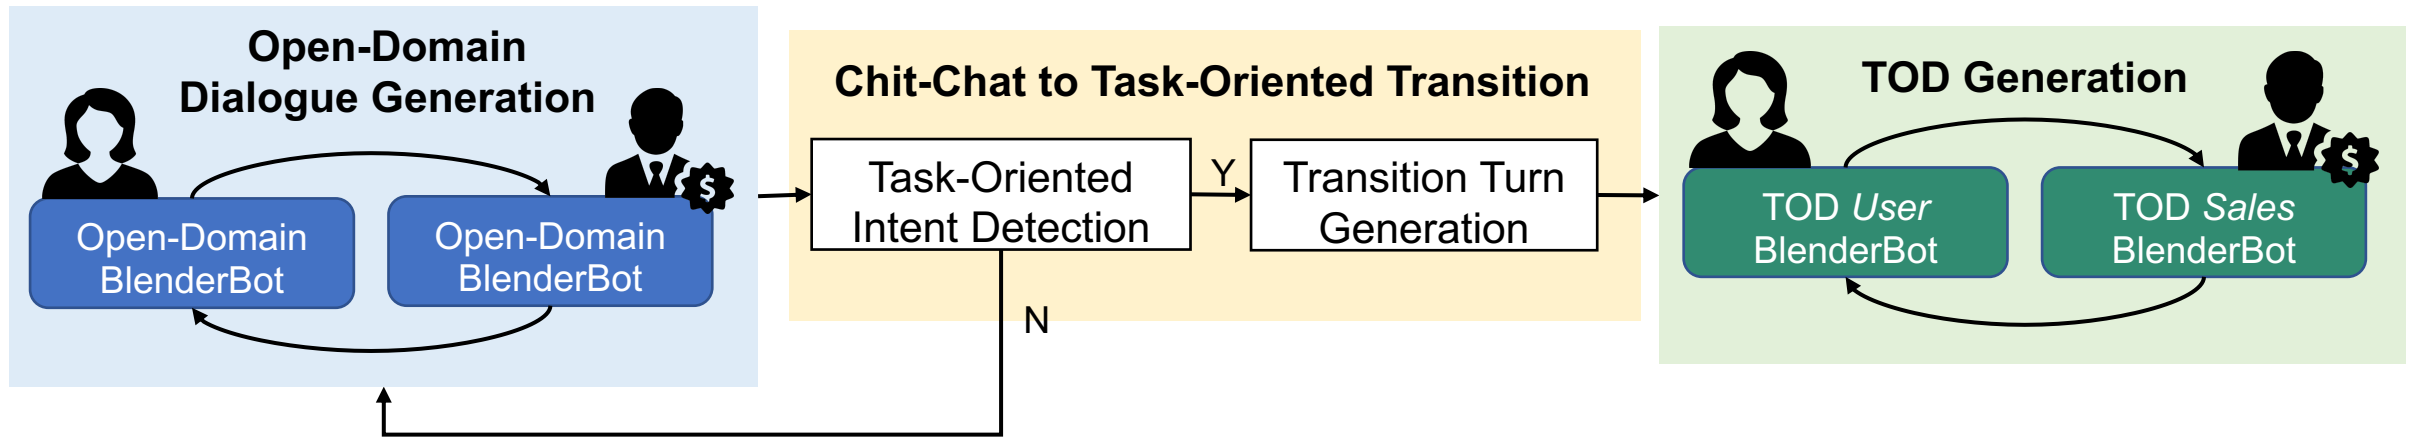 Open-Domain
Dialogue Generation
$
Open-Domain
BlenderBot
Open-Domain
BlenderBot
Chit-Chat to Task-Oriented Transition
Task-Oriented
Intent Detection
Y
N
Transition Turn
Generation
TOD Generation
$
TOD User
BlenderBot
TOD Sales
BlenderBot